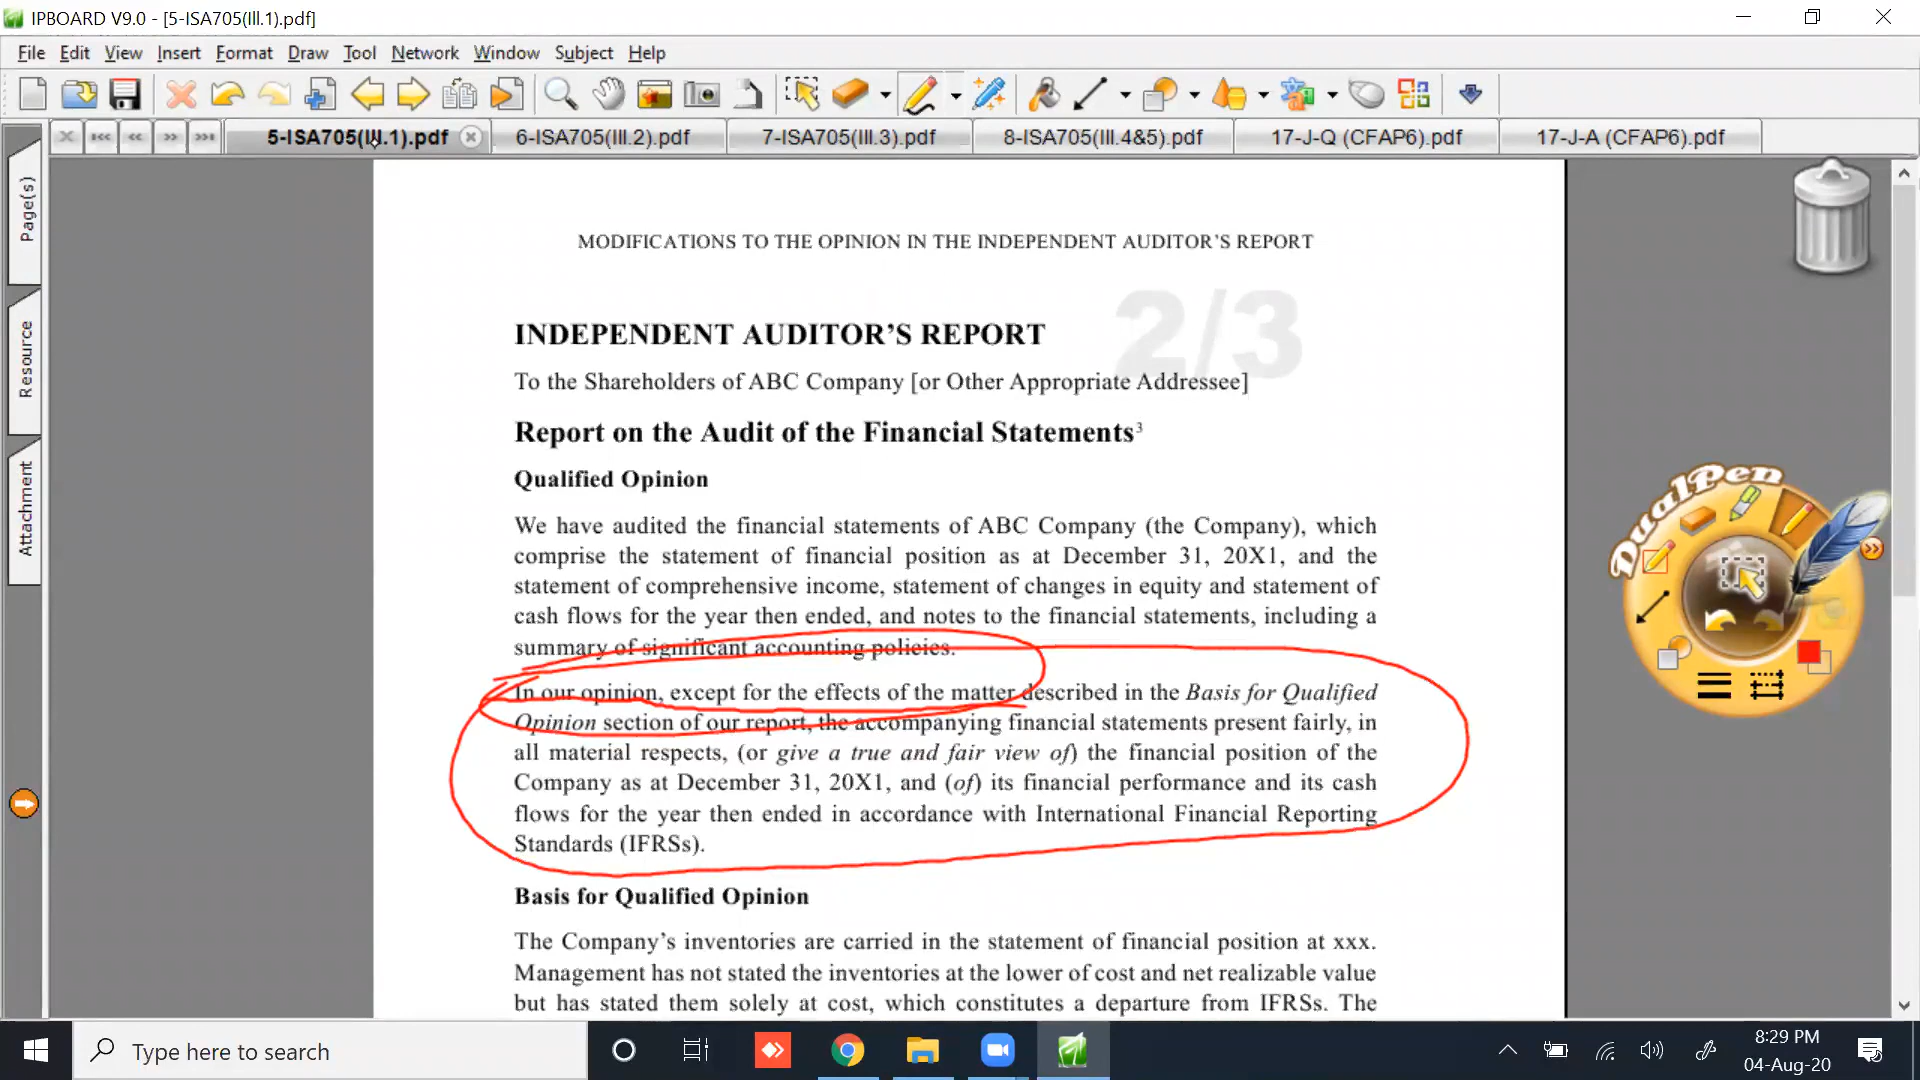 IPBOARD V9.0 - [5-ISA705(Ill.1).pdf]
File Edit View Insert Format Draw Tool Network Window Subject Help
5-ISA705(Ill.1).pdf 6-ISA705(Ill.2).pdf 7-ISA705(Ill.3).pdf 8-ISA705(Ill.4&5).pdf 17-J-Q (CFAP6).pdf 17-J-A (CFAP6).pdf
Page(s)
Resource
Attachment
MODIFICATIONS TO THE OPINION IN THE INDEPENDENT AUDITOR'S REPORT
2/3
INDEPENDENT AUDITOR'S REPORT
To the Shareholders of ABC Company [or Other Appropriate Addressee]
Report on the Audit of the Financial Statements³
Qualified Opinion
We have audited the financial statements of ABC Company (the Company), which
comprise the statement of financial position as at December 31, 20X1, and the
statement of comprehensive income, statement of changes in equity and statement of
cash flows for the year then ended, and notes to the financial statements, including a
summary of significant accounting policies.
In our opinion, except for the effects of the matter described in the Basis for Qualified
Opinion section of our report, the accompanying financial statements present fairly, in
all material respects, (or give a true and fair view of) the financial position of the
Company as at December 31, 20X1, and (of) its financial performance and its cash
flows for the year then ended in accordance with International Financial Reporting
Standards (IFRSs).
Basis for Qualified Opinion
The Company's inventories are carried in the statement of financial position at xxx.
Management has not stated the inventories at the lower of cost and net realizable value
but has stated them solely at cost, which constitutes a departure from IFRSs. The
DualPen
Type here to search
8:29 PM
04-Aug-20